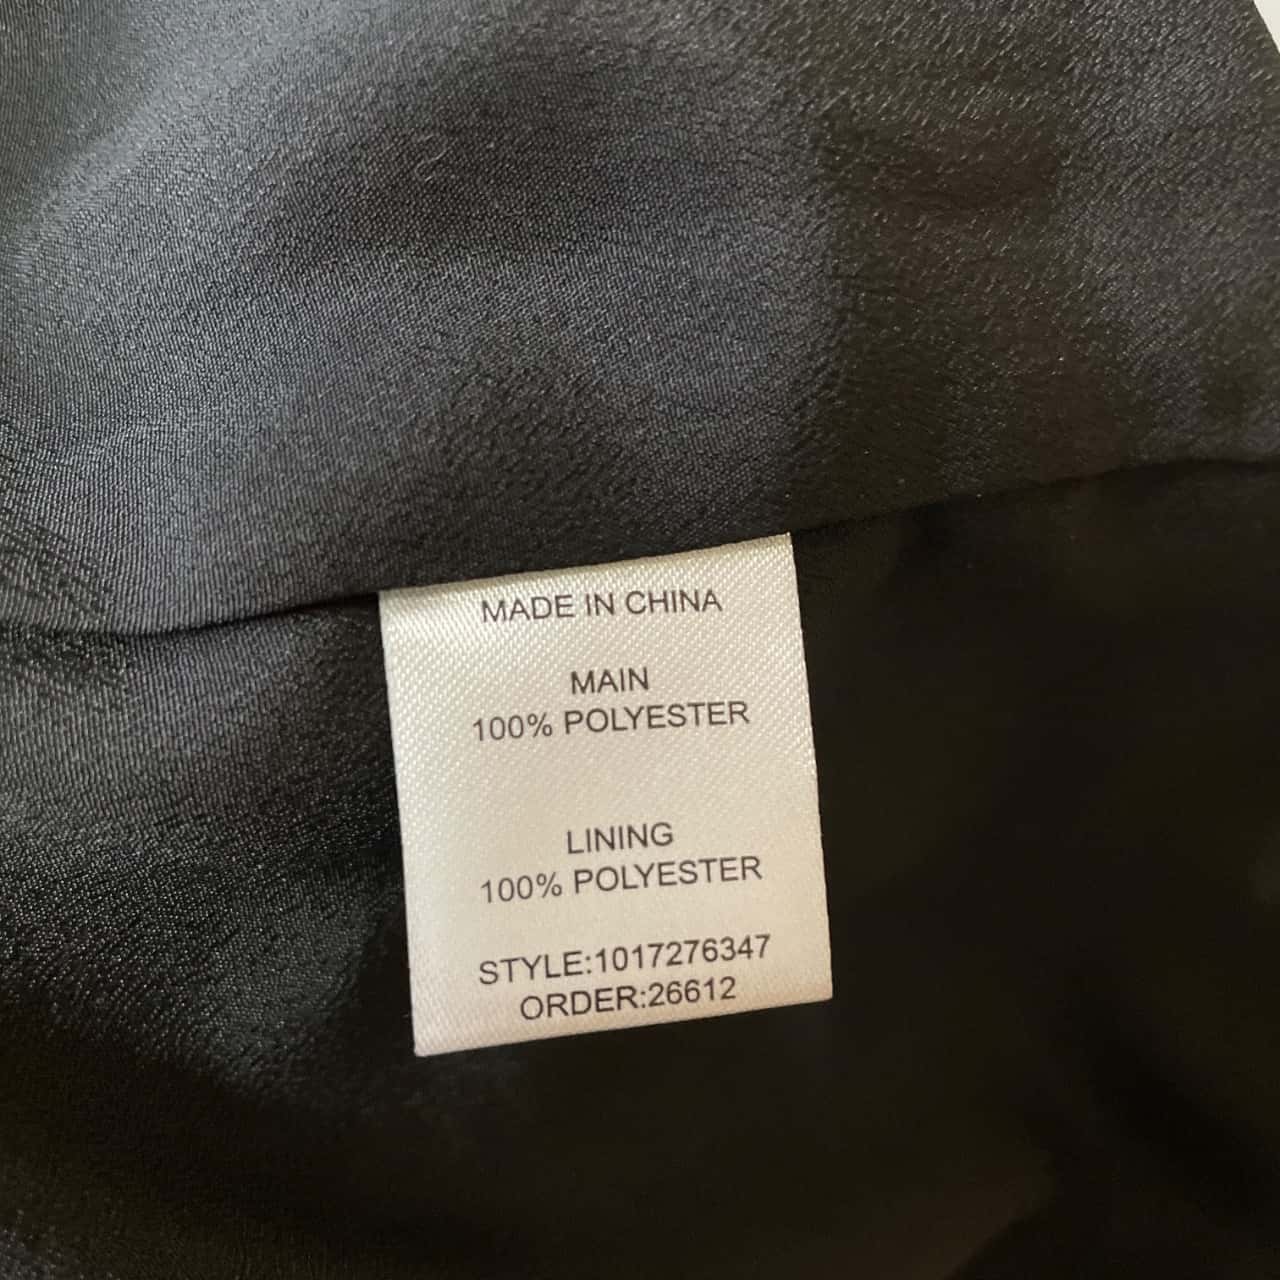 MADE IN CHINA
MAIN
100% POLYESTER
LINING
100% POLYESTER
STYLE:1017276347
ORDER:26612